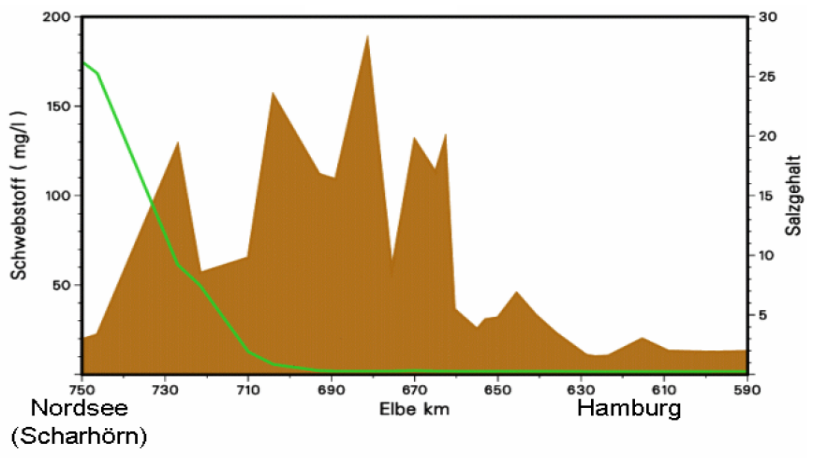 200
150
100
50
Schwebstoff ( mg/l )
30
25
20
15
10
5
Salzgehalt
750 730 710 690 670 650 630 610 590
Elbe km
Nordsee
(Scharhörn)
Hamburg